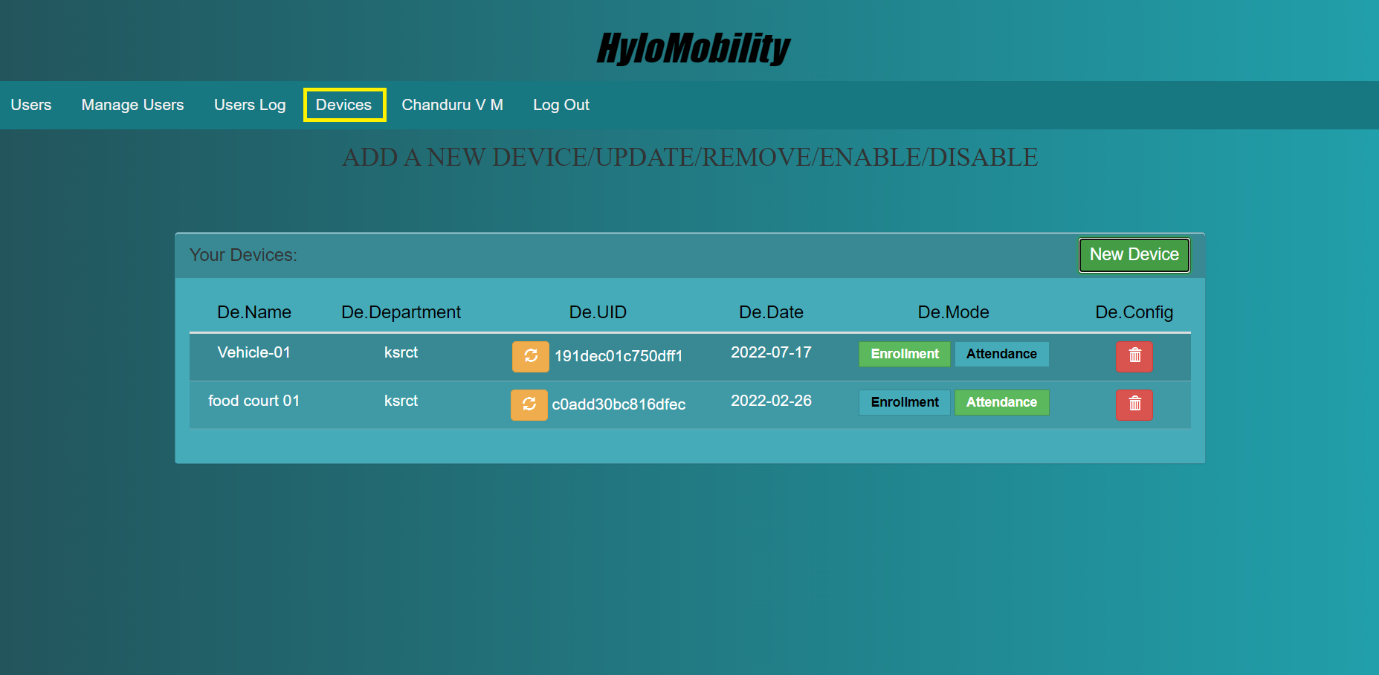 HyloMobility
Users Manage Users Users Log Devices Chanduru V M Log Out
ADD A NEW DEVICE/UPDATE/REMOVE/ENABLE/DISABLE
Your Devices: New Device
De.Name De.Department De.UID De.Date De.Mode De.Config
Vehicle-01 ksrct 191dec01c750dff1 2022-07-17 Enrollment Attendance
food court 01 ksrct c0add30bc816dfec 2022-02-26 Enrollment Attendance